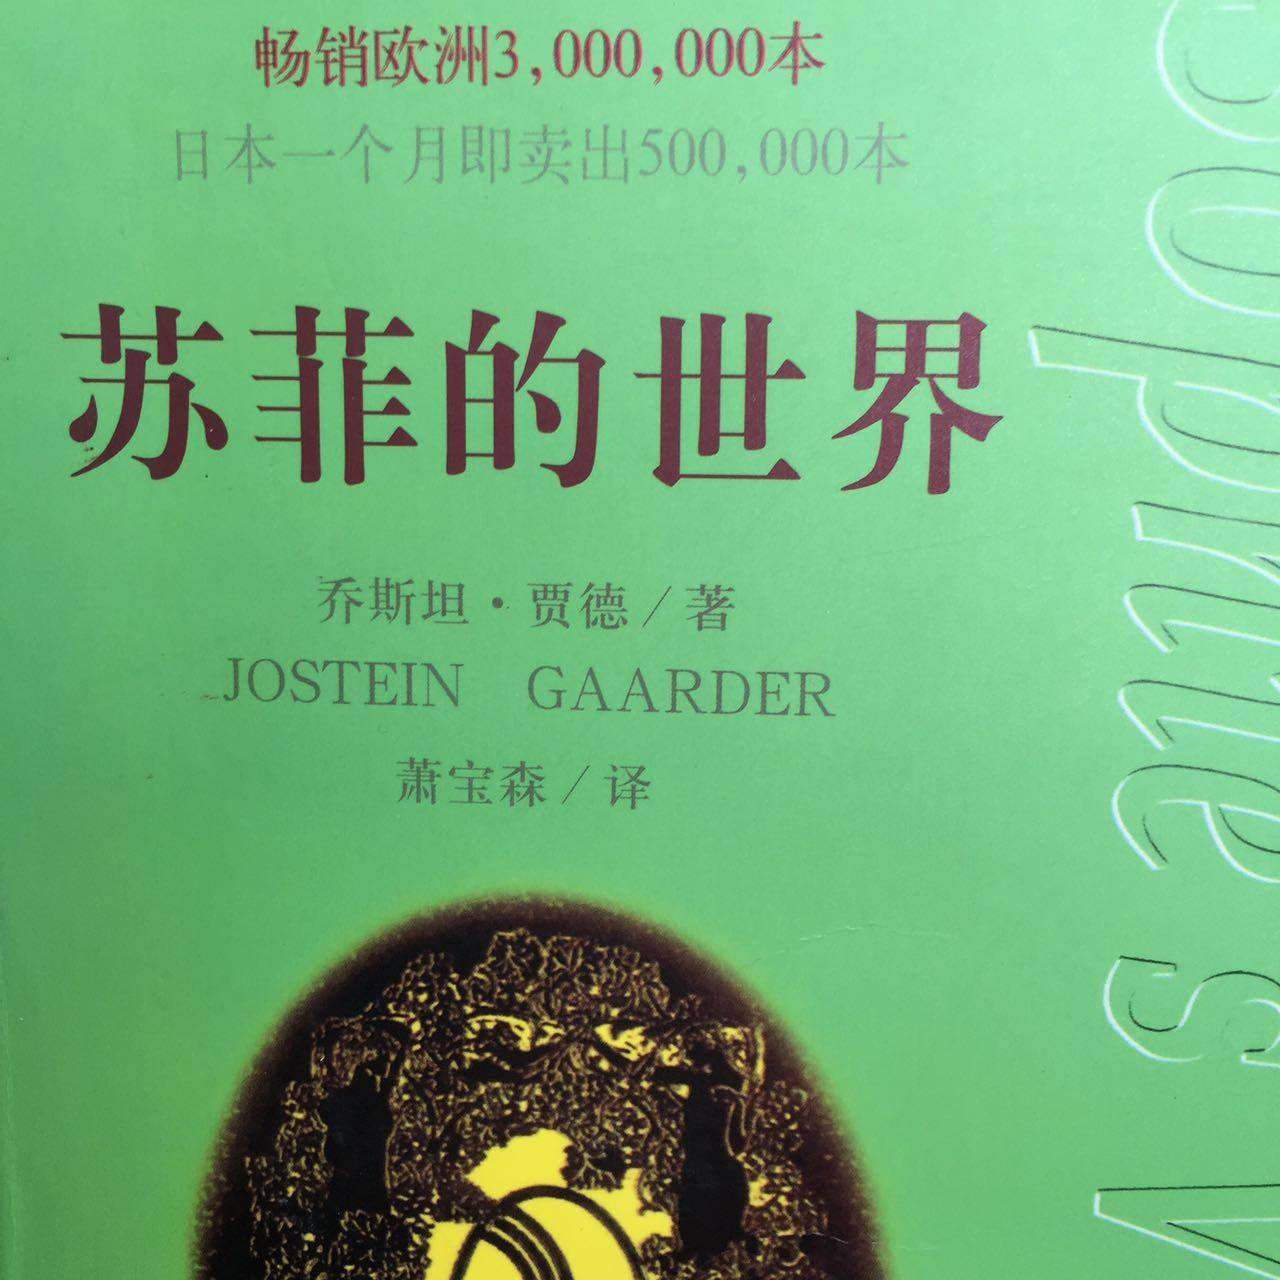 畅销欧洲3,000,000本
日本一个月即卖出500,000本
苏菲的世界
乔斯坦·贾德/著
JOSTEIN GAARDER
萧宝森/译
Sophie's W